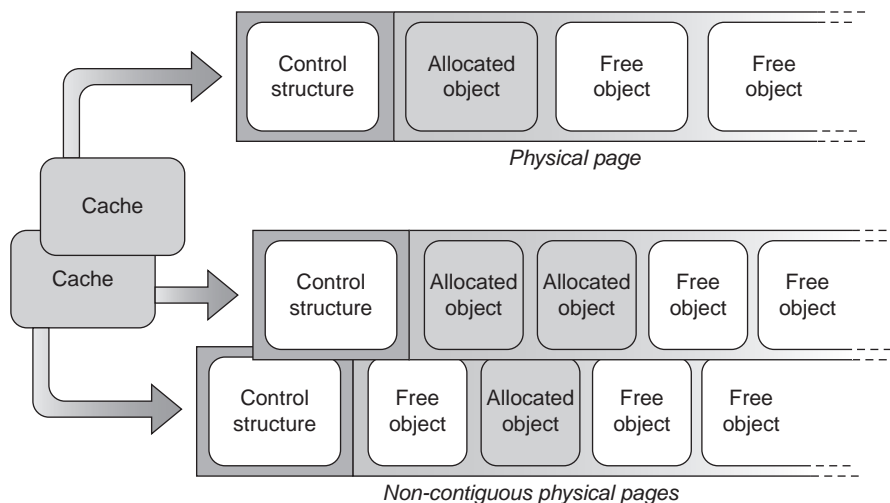 Control
structure
Allocated
object
Free
object
Free
object
Physical page
Cache
Cache
Control
structure
Allocated
object
Allocated
object
Free
object
Free
object
Control
structure
Free
object
Allocated
object
Free
object
Free
object
Non-contiguous physical pages